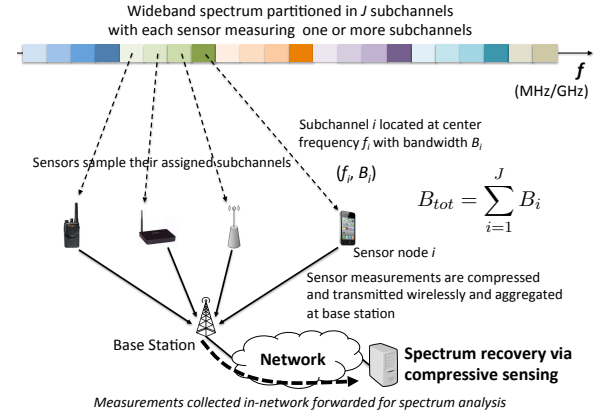 Wideband spectrum partitioned in J subchannels
with each sensor measuring one or more subchannels
f
(MHz/GHz)
Subchannel i located at center
frequency fi with bandwidth Bi
Sensors sample their assigned subchannels
(fi, Bi)
B_{tot} = \sum_{i=1}^{J} B_i
Sensor node i
Sensor measurements are compressed
and transmitted wirelessly and aggregated
at base station
Base Station
Network
Spectrum recovery via
compressive sensing
Measurements collected in-network forwarded for spectrum analysis